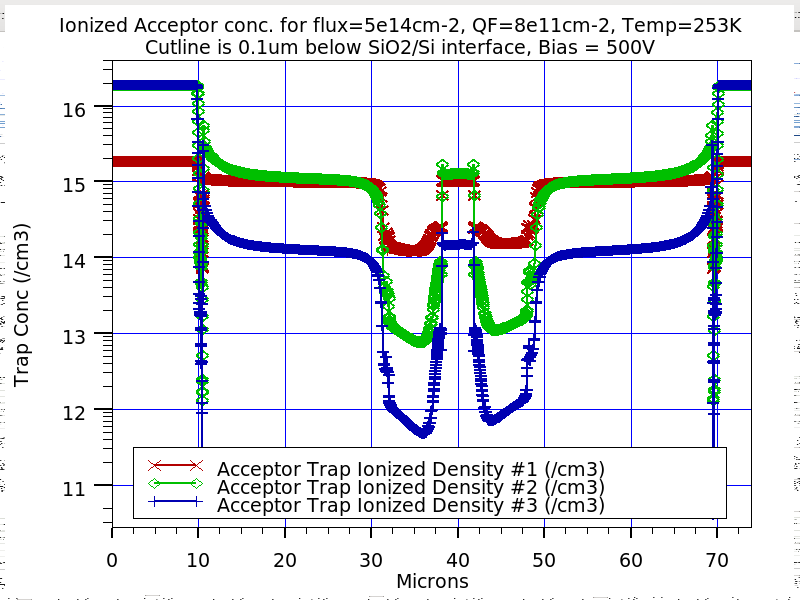 Ionized Acceptor conc. for flux=5e14cm-2, QF=8e11cm-2, Temp=253K
Cutline is 0.1um below SiO2/Si interface, Bias = 500V
Trap Conc (/cm3)
16
15
14
13
12
11
Acceptor Trap Ionized Density #1 (/cm3)
Acceptor Trap Ionized Density #2 (/cm3)
Acceptor Trap Ionized Density #3 (/cm3)
0 10 20 30 40 50 60 70
Microns